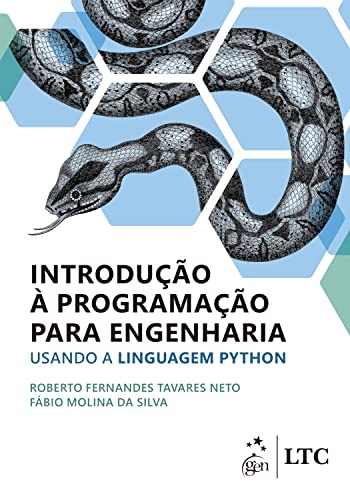 INTRODUÇÃO
À PROGRAMAÇÃO
PARA ENGENHARIA
USANDO A LINGUAGEM PYTHON
ROBERTO FERNANDES TAVARES NETO
FÁBIO MOLINA DA SILVA
gen
LTC